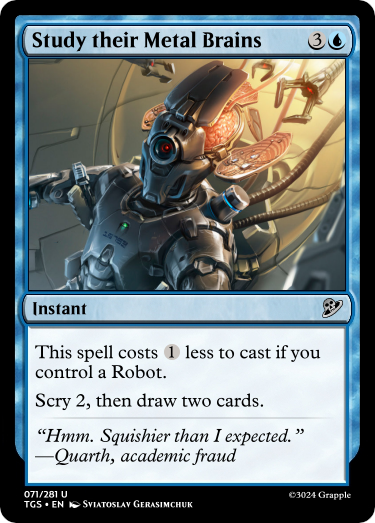 Study their Metal Brains 3
Instant
This spell costs 1 less to cast if you
control a Robot.
Scry 2, then draw two cards.
“Hmm. Squishier than I expected.”
—Quarth, academic fraud
071/281 U
TGS • EN Sviatoslav Gerasimchuk
©3024 Grapple